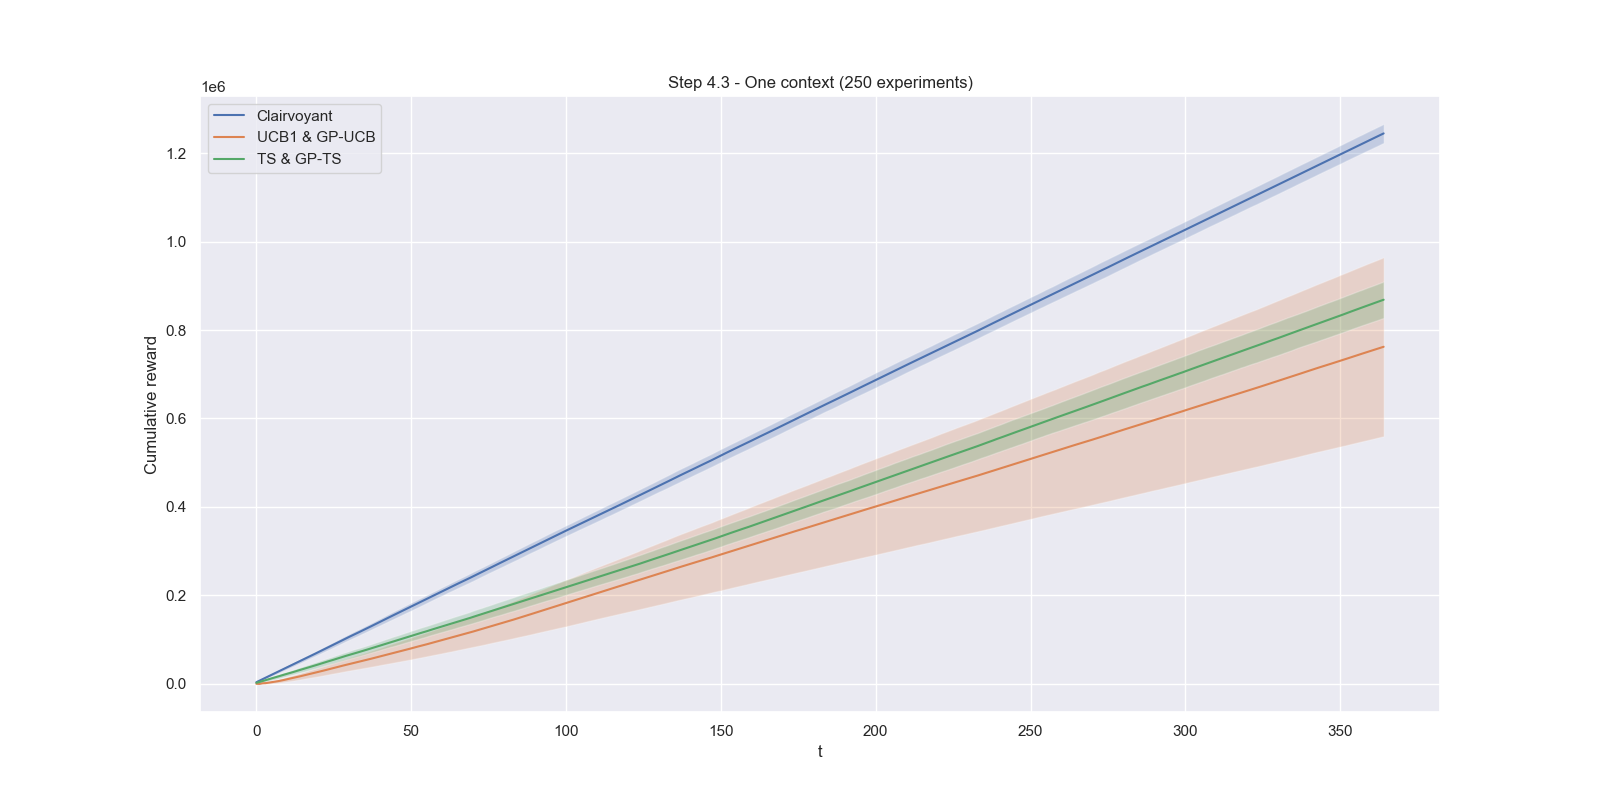 Step 4.3 - One context (250 experiments)
1e6
Clairvoyant
UCB1 & GP-UCB
TS & GP-TS
1.2
1.0
0.8
0.6
0.4
0.2
0.0
Cumulative reward
0 50 100 150 200 250 300 350
t